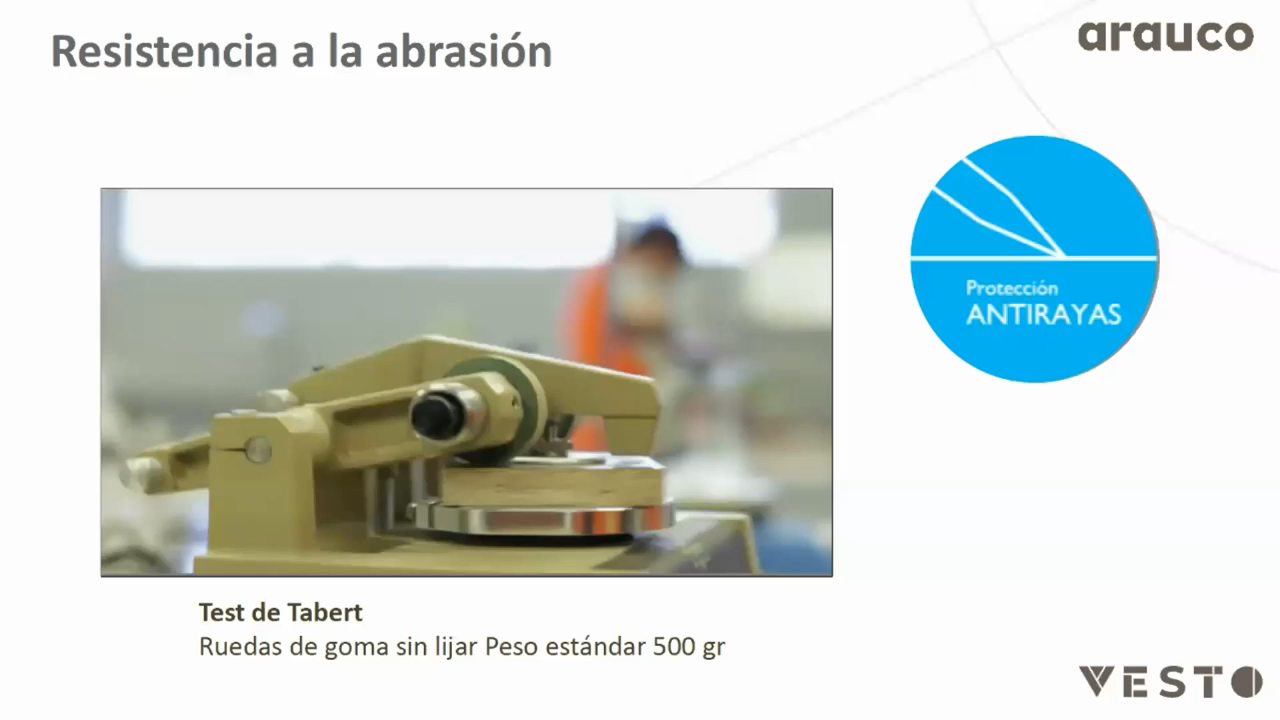 Resistencia a la abrasión
arauco
Protección
ANTIRAYAS
Test de Tabert
Ruedas de goma sin lijar Peso estándar 500 gr
VESTO